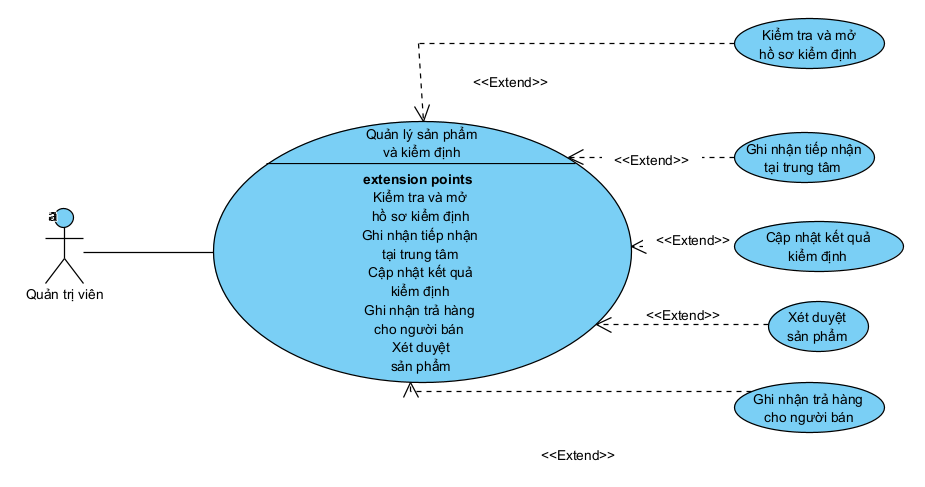 Kiểm tra và mở
hồ sơ kiểm định
<<Extend>>
Quản lý sản phẩm
và kiểm định
Ghi nhận tiếp nhận
tại trung tâm
<<Extend>>
extension points
Kiểm tra và mở
hồ sơ kiểm định
Ghi nhận tiếp nhận
tại trung tâm
Cập nhật kết quả
kiểm định
Ghi nhận trả hàng
cho người bán
Xét duyệt
sản phẩm
a
Quản trị viên
<<Extend>>
Cập nhật kết quả
kiểm định
<<Extend>>
Xét duyệt
sản phẩm
Ghi nhận trả hàng
cho người bán
<<Extend>>